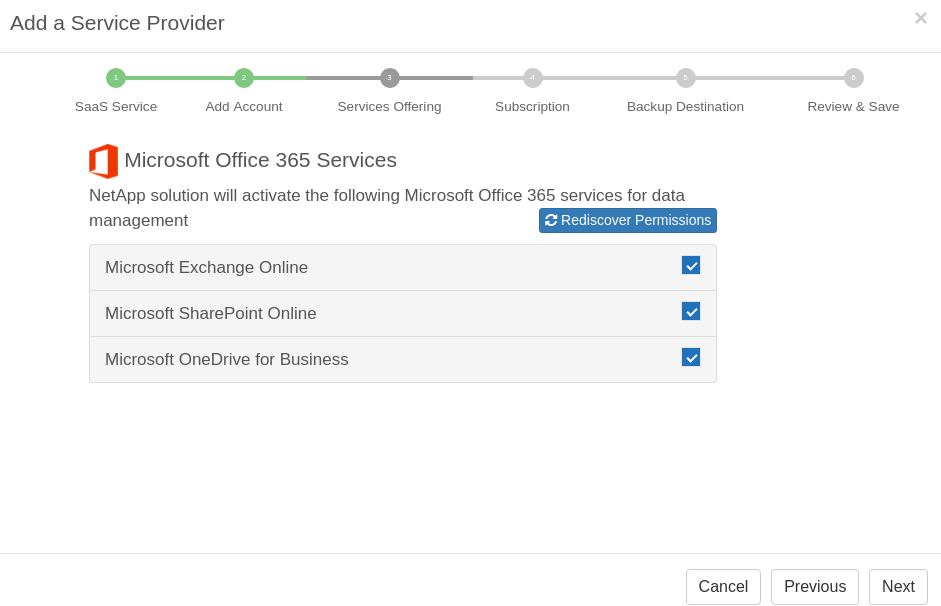 Add a Service Provider
×
1 2 3 4 5 6
SaaS Service Add Account Services Offering Subscription Backup Destination Review & Save
Microsoft Office 365 Services
NetApp solution will activate the following Microsoft Office 365 services for data
management
Rediscover Permissions
Microsoft Exchange Online
Microsoft SharePoint Online
Microsoft OneDrive for Business
Cancel Previous Next